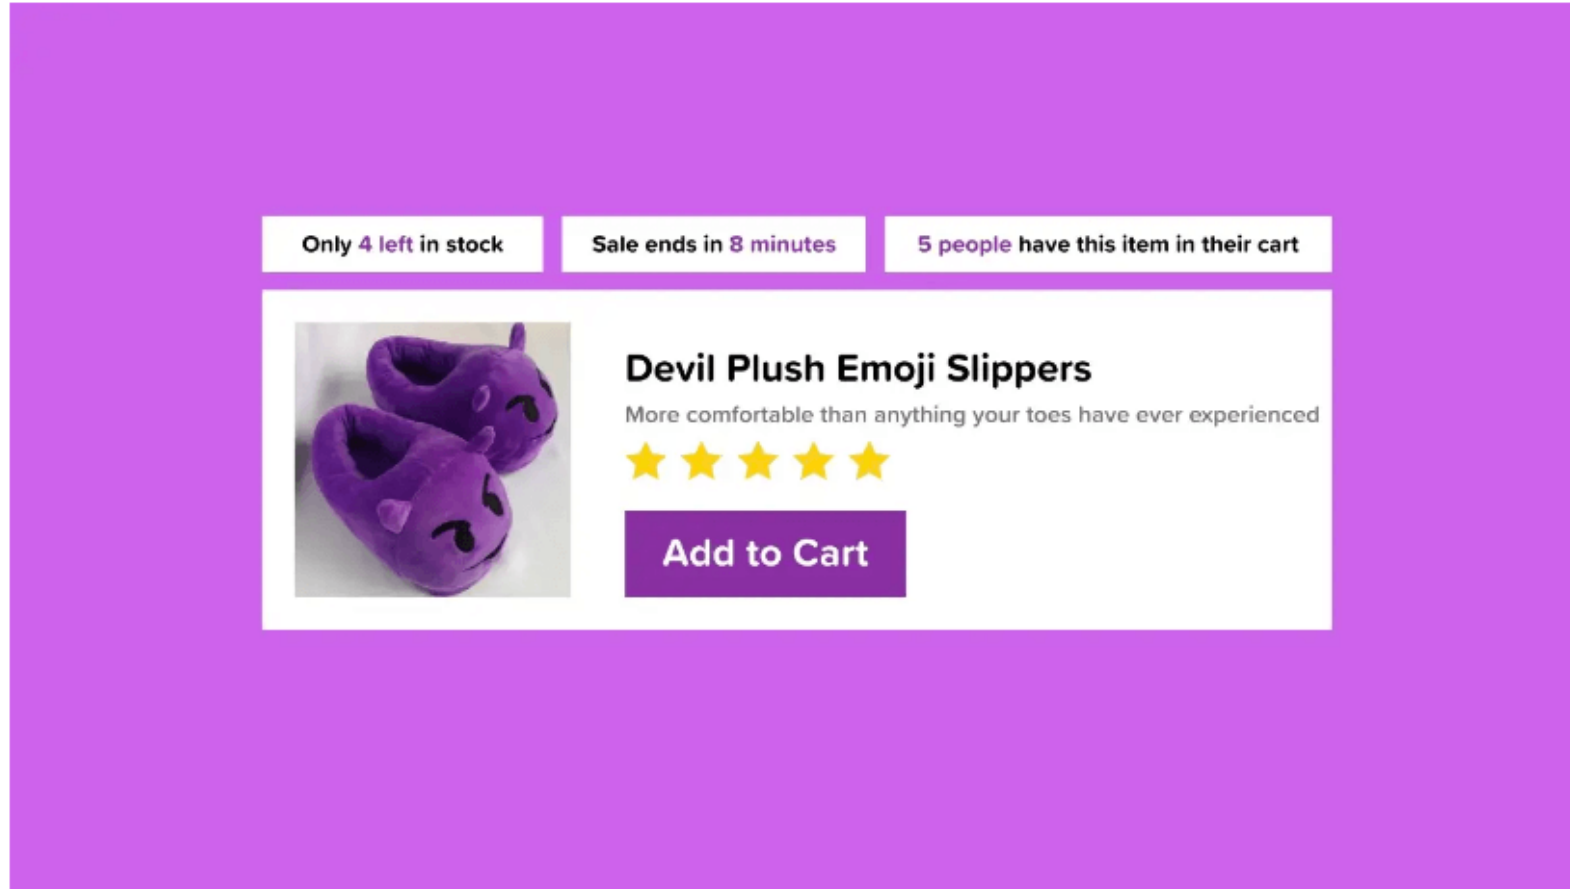 Only 4 left in stock
Sale ends in 8 minutes
5 people have this item in their cart
Devil Plush Emoji Slippers
More comfortable than anything your toes have ever experienced
Add to Cart